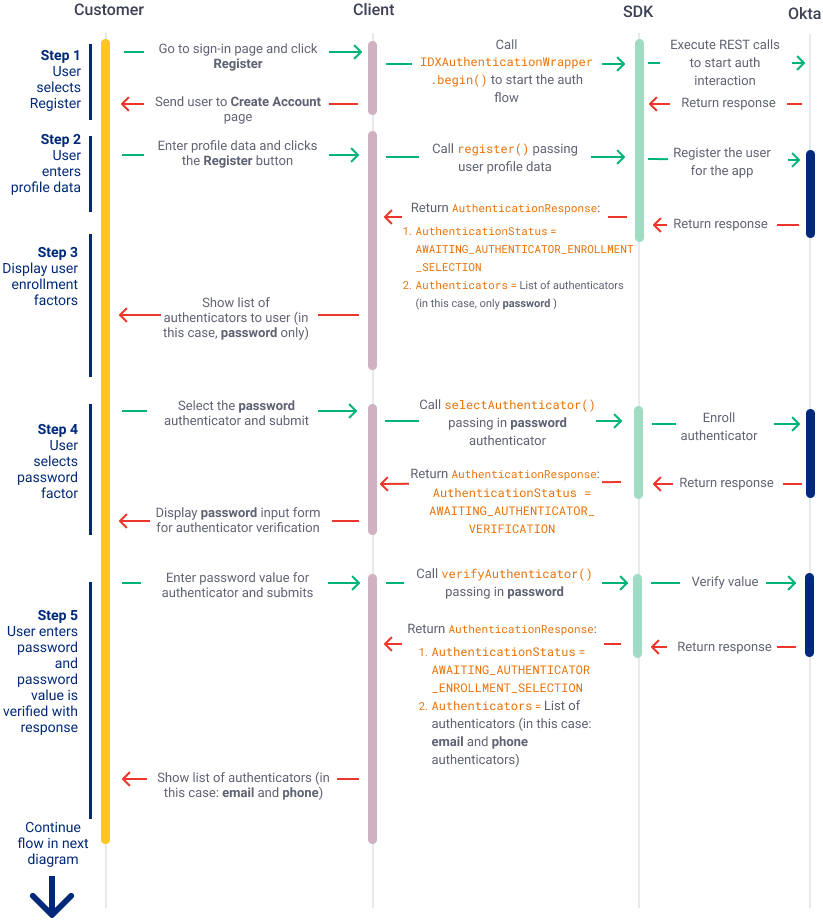 Customer
Client
SDK
Okta
Step 1
User
selects
Register
Go to sign-in page and click
Register
Call
IDXAuthenticationWrapper
.begin() to start the auth
flow
Execute REST calls
to start auth
interaction
Send user to Create Account
page
Return response
Step 2
User
enters
profile data
Enter profile data and clicks
the Register button
Call register() passing
user profile data
Register the user
for the app
Return AuthenticationResponse:
1. AuthenticationStatus =
AWAITING_AUTHENTICATOR_ENROLLMENT
_SELECTION
2. Authenticators = List of authenticators
(in this case, only password )
Return response
Step 3
Display user
enrollment
factors
Show list of
authenticators to user (in
this case, password only)
Step 4
User
selects
password
factor
Select the password
authenticator and submit
Call selectAuthenticator()
passing in password
authenticator
Enroll
authenticator
Return AuthenticationResponse:
AuthenticationStatus =
AWAITING_AUTHENTICATOR_
VERIFICATION
Return response
Display password input form
for authenticator verification
Step 5
User enters
password
and
password
value is
verified with
response
Enter password value for
authenticator and submits
Call verifyAuthenticator()
passing in password
Verify value
Return AuthenticationResponse:
1. AuthenticationStatus =
AWAITING_AUTHENTICATOR
_ENROLLMENT_SELECTION
2. Authenticators = List of
authenticators (in this case:
email and phone
authenticators)
Return response
Show list of authenticators (in
this case: email and phone)
Continue
flow in next
diagram